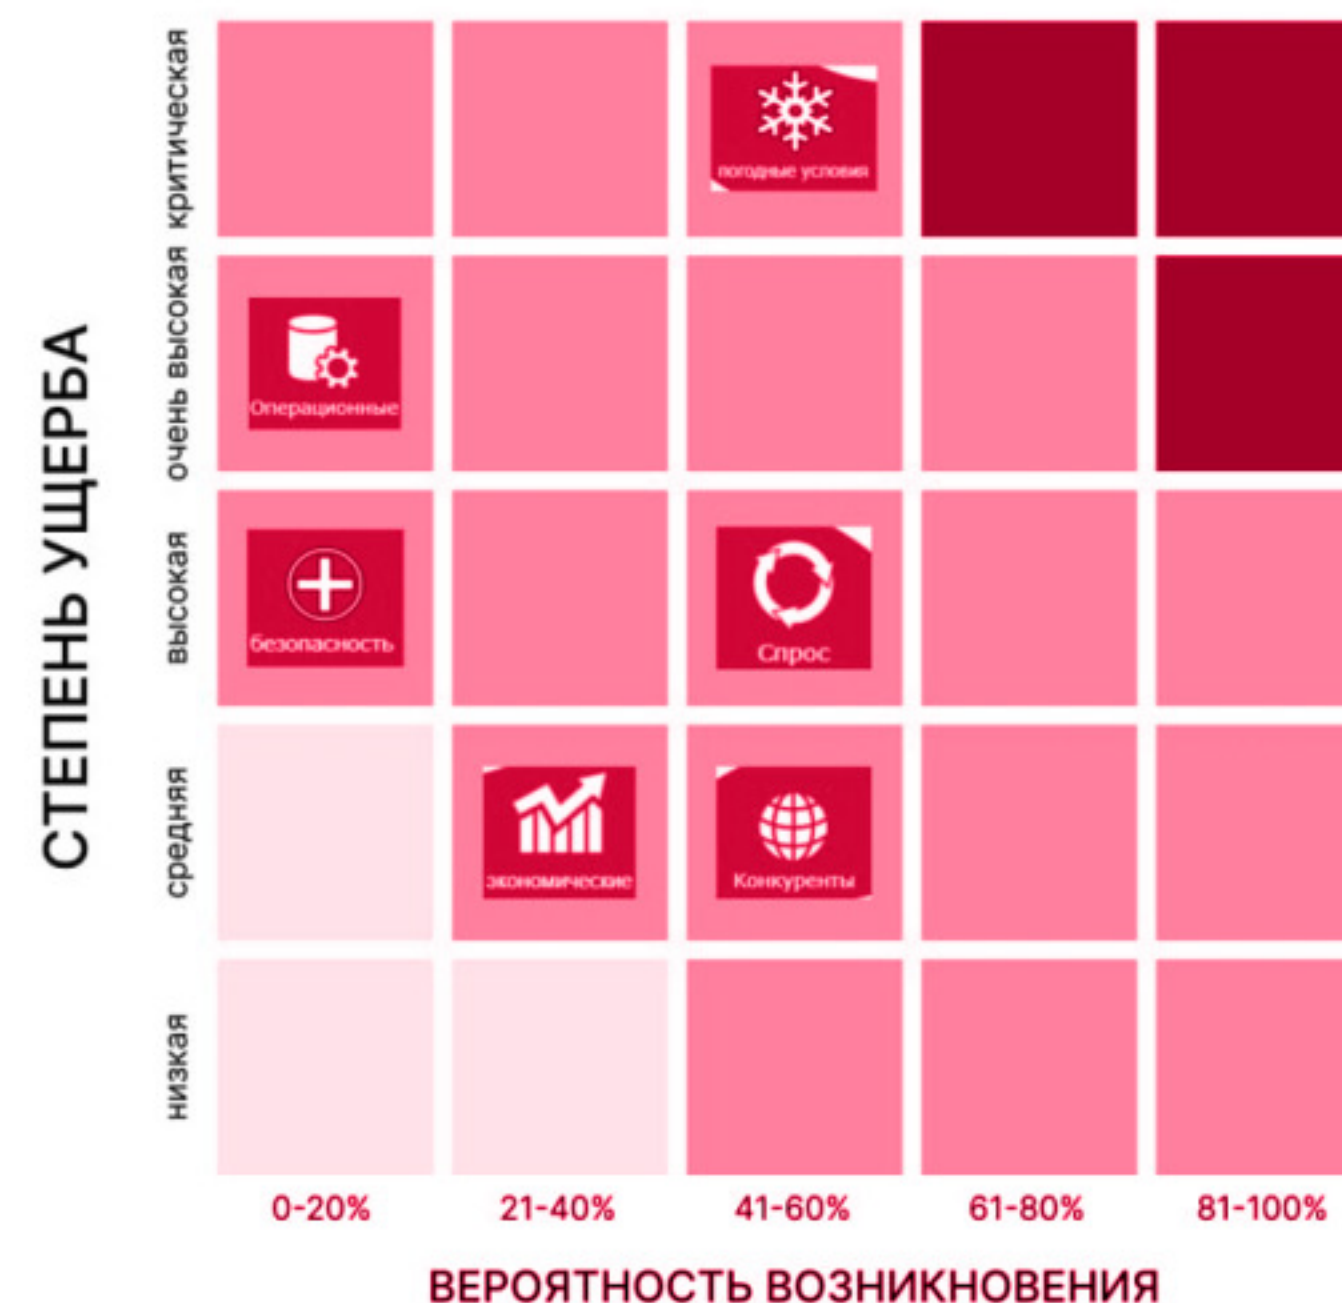 СТЕПЕНЬ УЩЕРБА
критическая
погодные условия
очень высокая
Операционные
высокая
безопасность
Спрос
средняя
экономические
Конкуренты
низкая
0-20%
21-40%
41-60%
61-80%
81-100%
ВЕРОЯТНОСТЬ ВОЗНИКНОВЕНИЯ